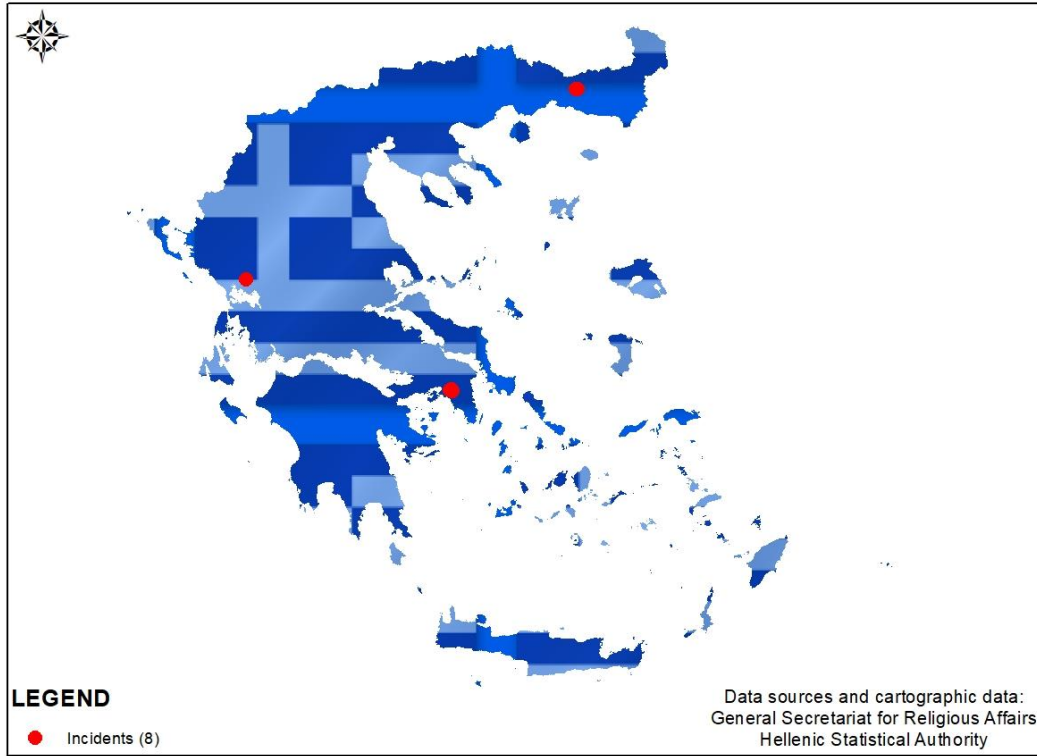 LEGEND
Incidents (8)
Data sources and cartographic data:
General Secretariat for Religious Affairs
Hellenic Statistical Authority